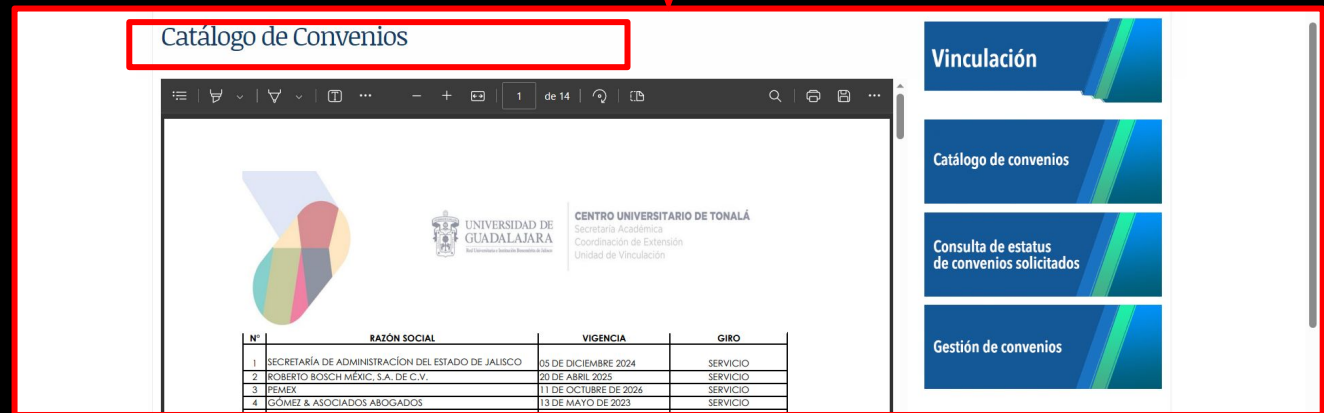 Catálogo de Convenios
1 de 14
UNIVERSIDAD DE
GUADALAJARA
CENTRO UNIVERSITARIO DE TONALÁ
Secretaría Académica
Coordinación de Extensión
Unidad de Vinculación
N° RAZÓN SOCIAL VIGENCIA GIRO
1 SECRETARÍA DE ADMINISTRACÍON DEL ESTADO DE JALISCO 05 DE DICIEMBRE 2024 SERVICIO
2 ROBERTO BOSCH MÉXIC, S.A. DE C.V. 20 DE ABRIL 2025 SERVICIO
3 PEMEX 11 DE OCTUBRE DE 2026 SERVICIO
4 GÓMEZ & ASOCIADOS ABOGADOS 13 DE MAYO DE 2023 SERVICIO
Vinculación
Catálogo de convenios
Consulta de estatus
de convenios solicitados
Gestión de convenios